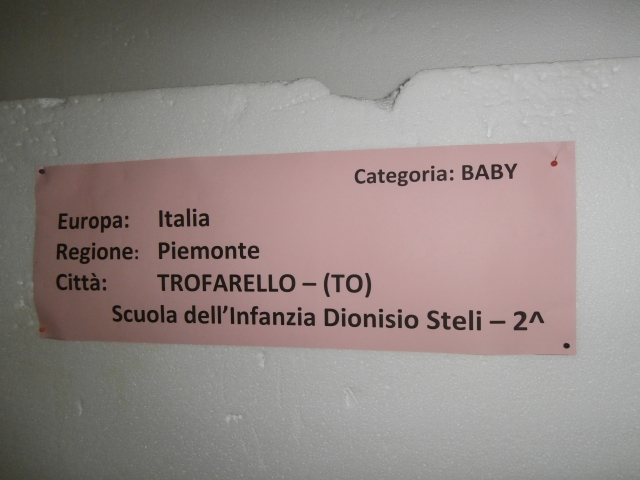 Categoria: BABY
Europa: Italia
Regione: Piemonte
Città: TROFARELLO – (TO)
Scuola dell'Infanzia Dionisio Steli – 2^